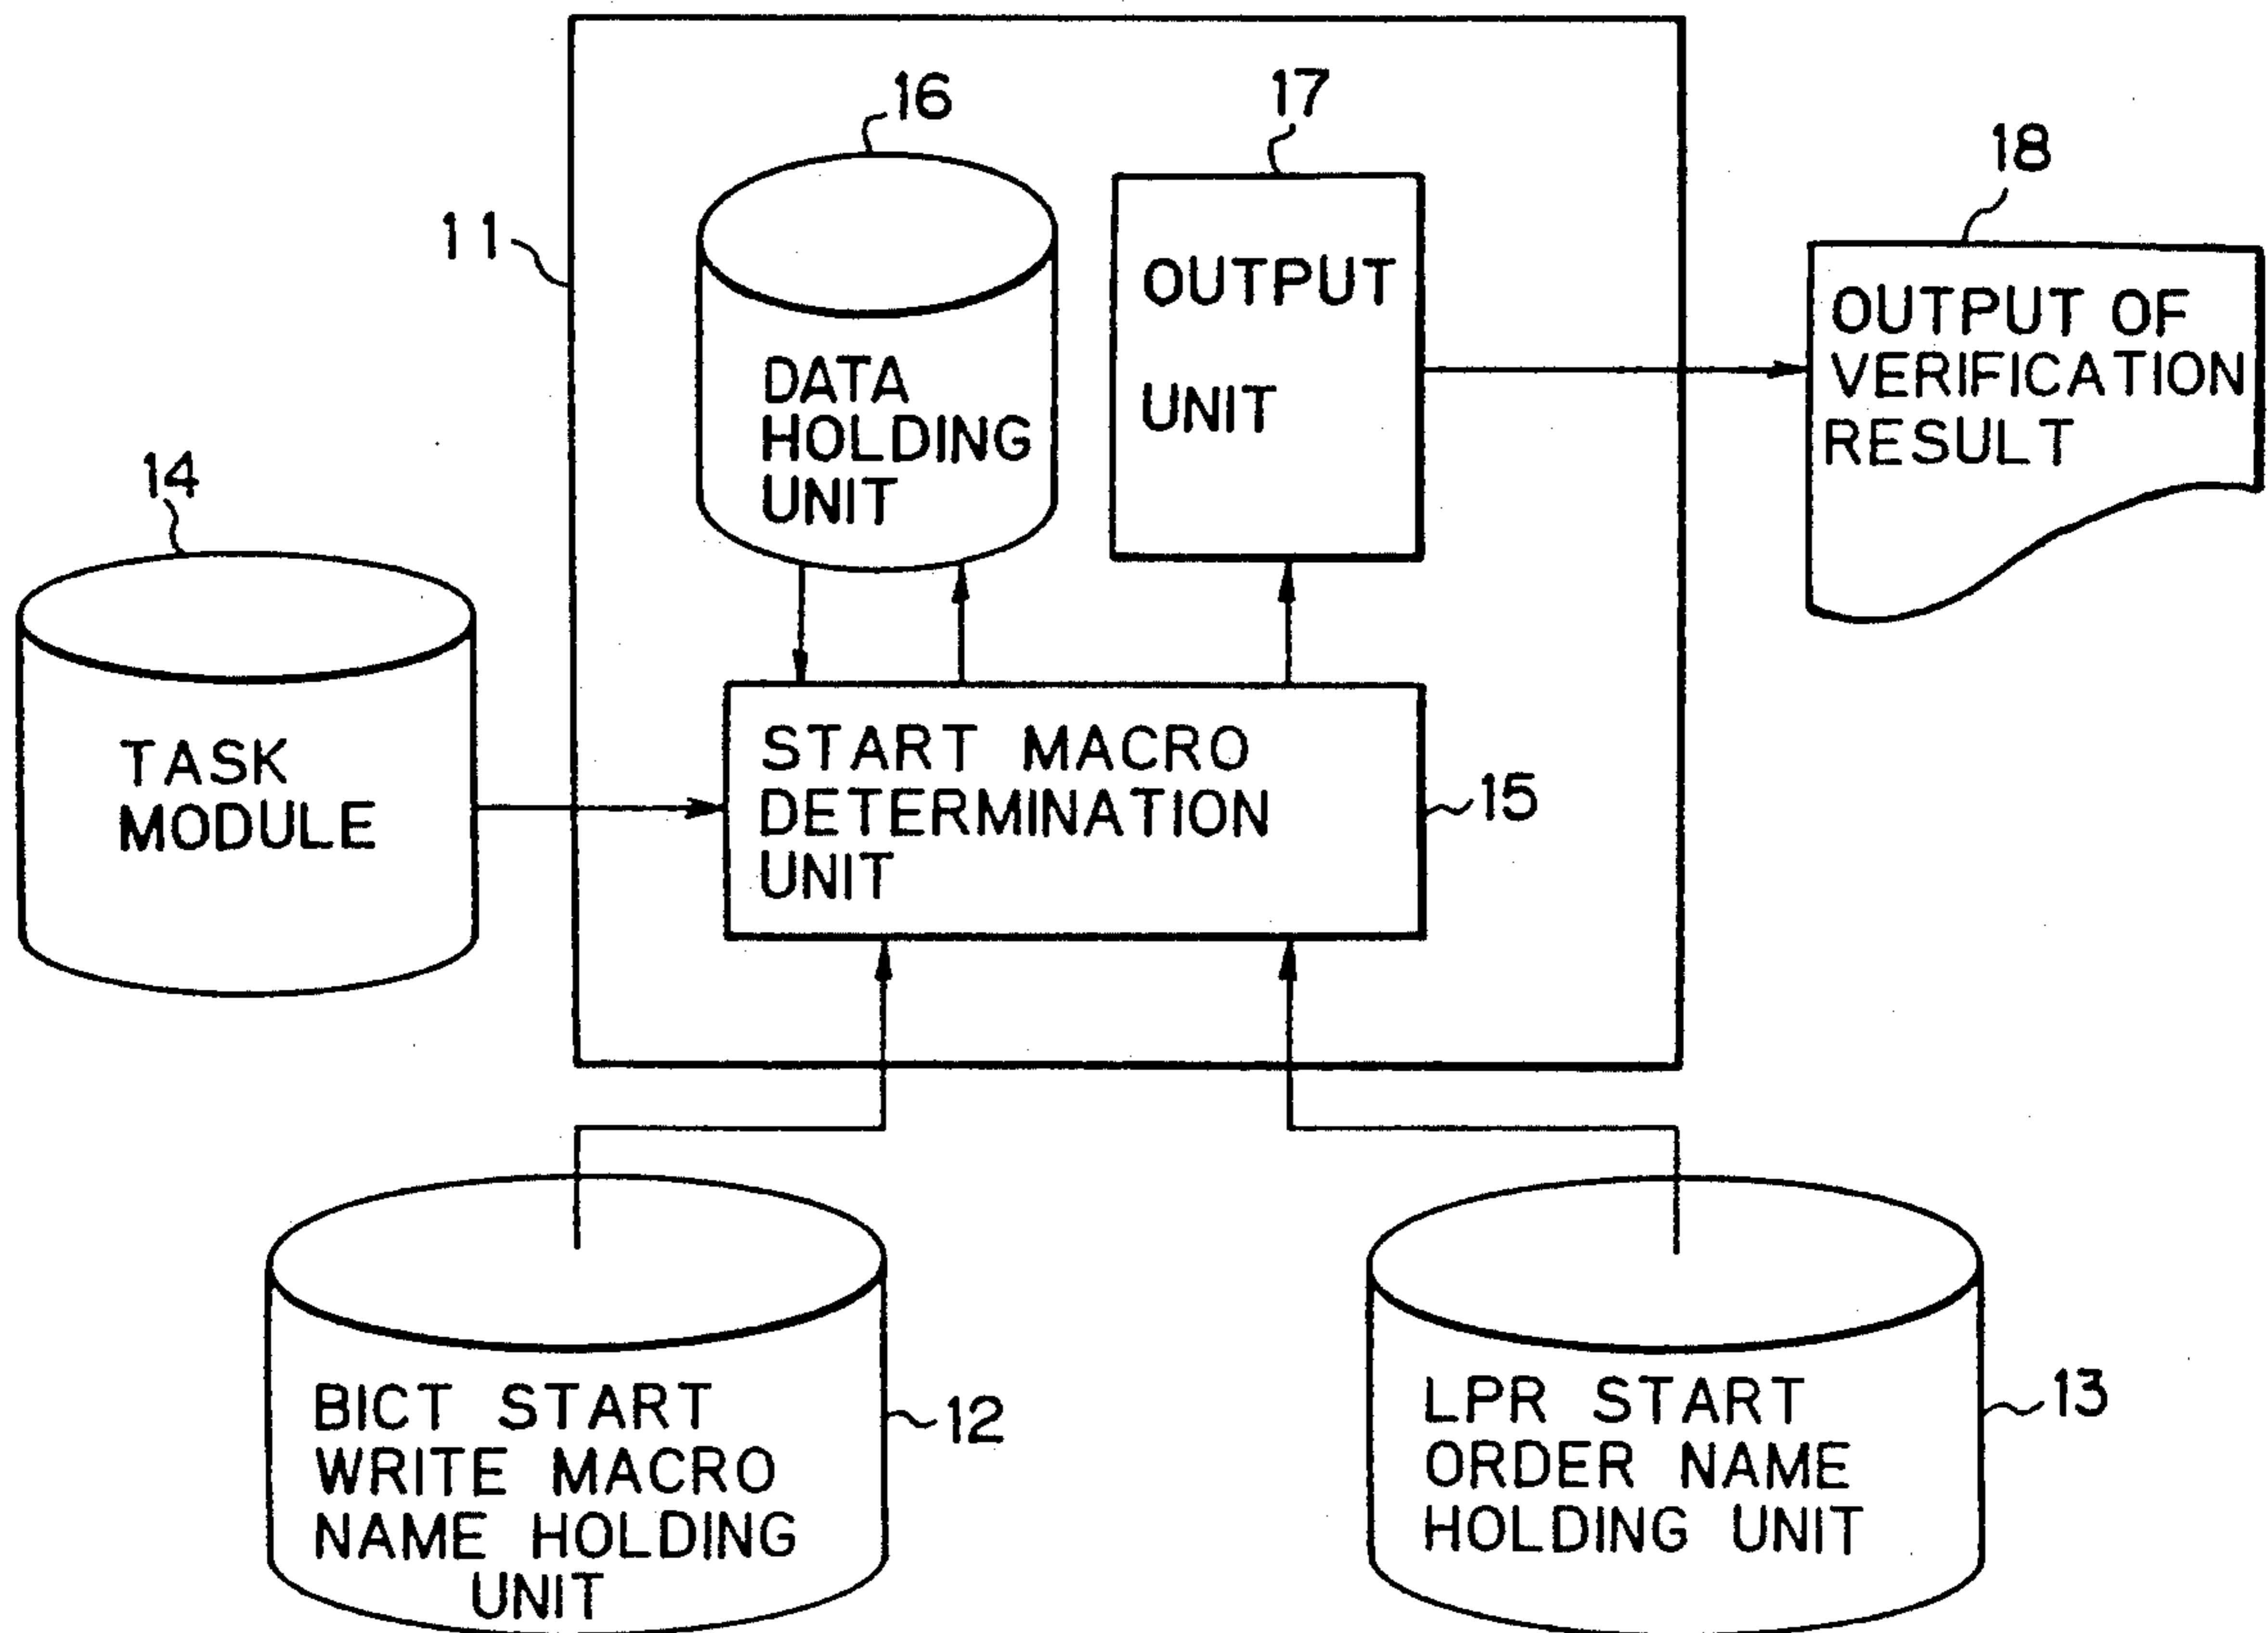 16
17
18
11
OUTPUT
UNIT
OUTPUT OF
VERIFICATION
RESULT
DATA
HOLDING
UNIT
14
TASK
MODULE
START MACRO
DETERMINATION
UNIT
15
BICT START
WRITE MACRO
NAME HOLDING
UNIT
12
LPR START
ORDER NAME
HOLDING UNIT
13